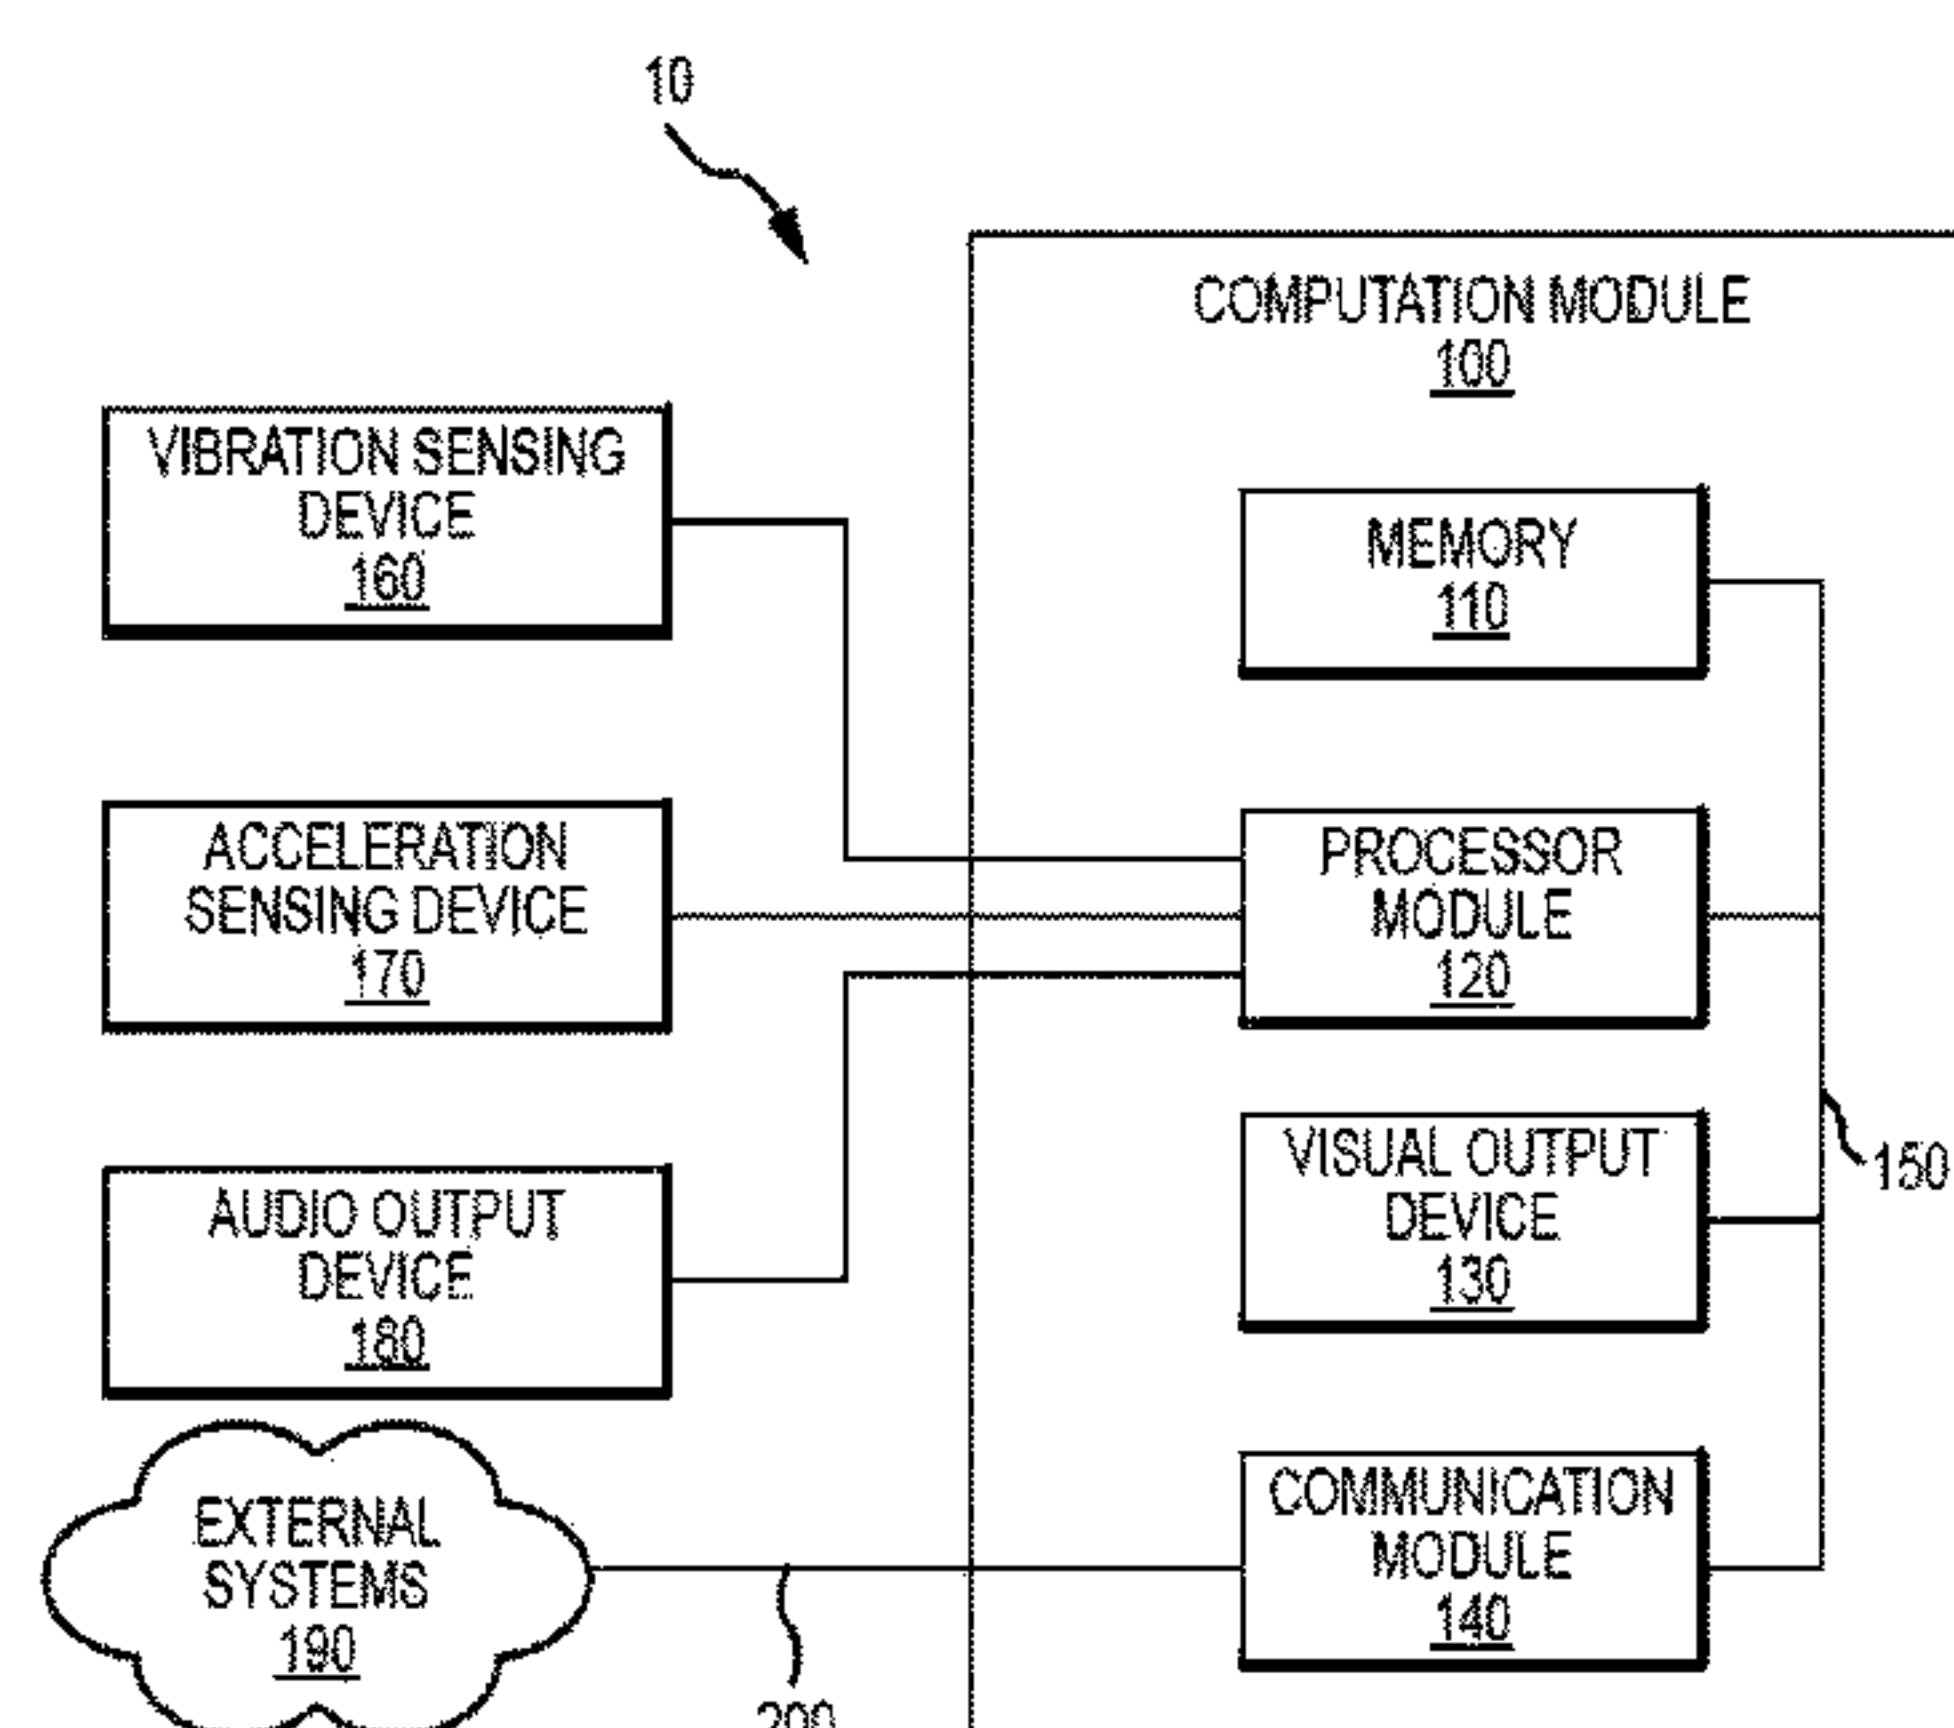 10
COMPUTATION MODULE
100
VIBRATION SENSING
DEVICE
160
MEMORY
110
ACCELERATION
SENSING DEVICE
170
PROCESSOR
MODULE
120
AUDIO OUTPUT
DEVICE
180
VISUAL OUTPUT
DEVICE
130
150
EXTERNAL
SYSTEMS
190
COMMUNICATION
MODULE
140
200